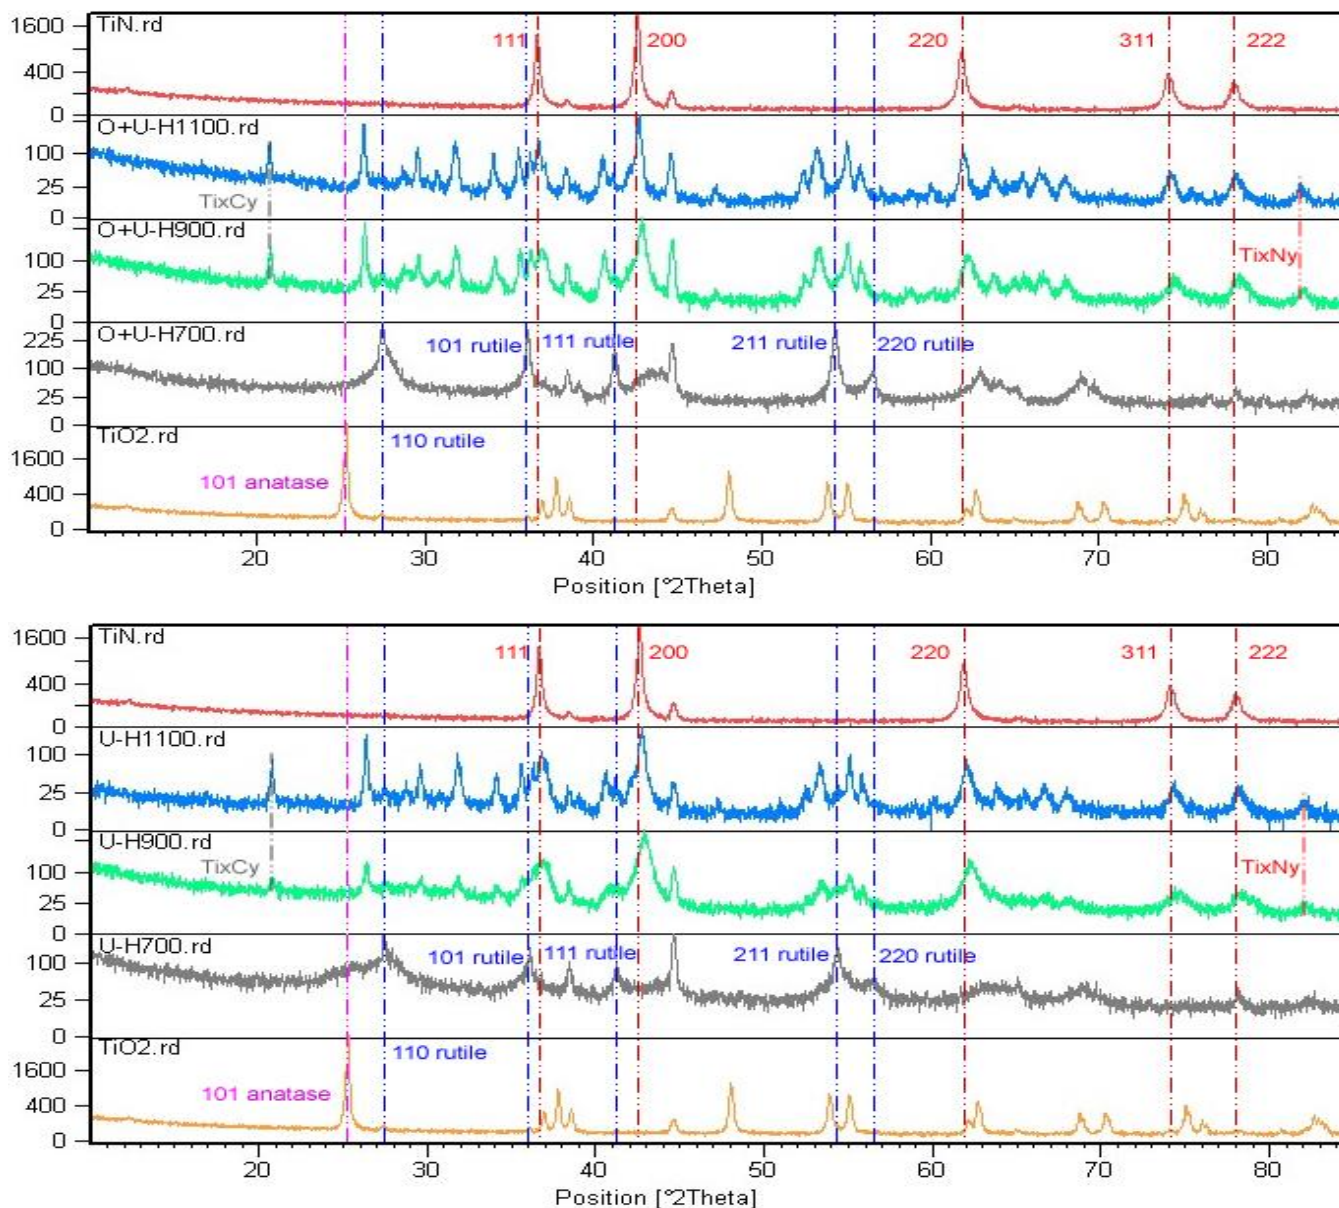 TiN.rd
1600
400
0
111
200
220
311
222
O+U-H1100.rd
100
25
0
TixCy
O+U-H900.rd
100
25
0
TixNy
O+U-H700.rd
225
100
25
0
101 rutile
111 rutile
211 rutile
220 rutile
TiO2.rd
1600
400
0
110 rutile
101 anatase
20 30 40 50 60 70 80
Position [°2Theta]
TiN.rd
1600
400
0
111
200
220
311
222
U-H1100.rd
100
25
0
U-H900.rd
TixCy
100
25
0
TixNy
U-H700.rd
100
25
0
101 rutile
111 rutile
211 rutile
220 rutile
TiO2.rd
1600
400
0
110 rutile
101 anatase
20 30 40 50 60 70 80
Position [°2Theta]